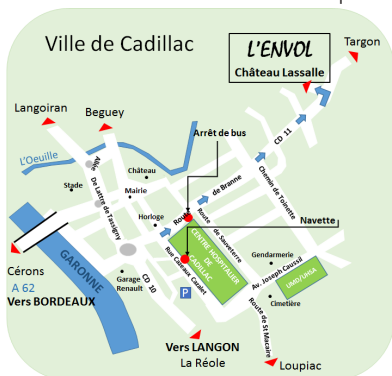 Ville de Cadillac
L'ENVOL
Château Lassalle
Targon
Langoiran
Beguey
Arrêt de bus
CD 11
L'Oeuille
Allée
De Lattre de Tassigny
Château
Stade
Mairie
de Branne
Chemin de Toinette
Horloge
Route
Route
de Sauveterre
Navette
CENTRE HOSPITALIER
DE
CADILLAC
Rue Cazeaux Cazalet
Gendarmerie
Cérons
A 62
Vers BORDEAUX
GARONNE
Garage
Renault
CD 10
P
Av. Joseph Caussil
UMD/UHSA
Cimetière
Route de St Macaire
Vers LANGON
La Réole
Loupiac